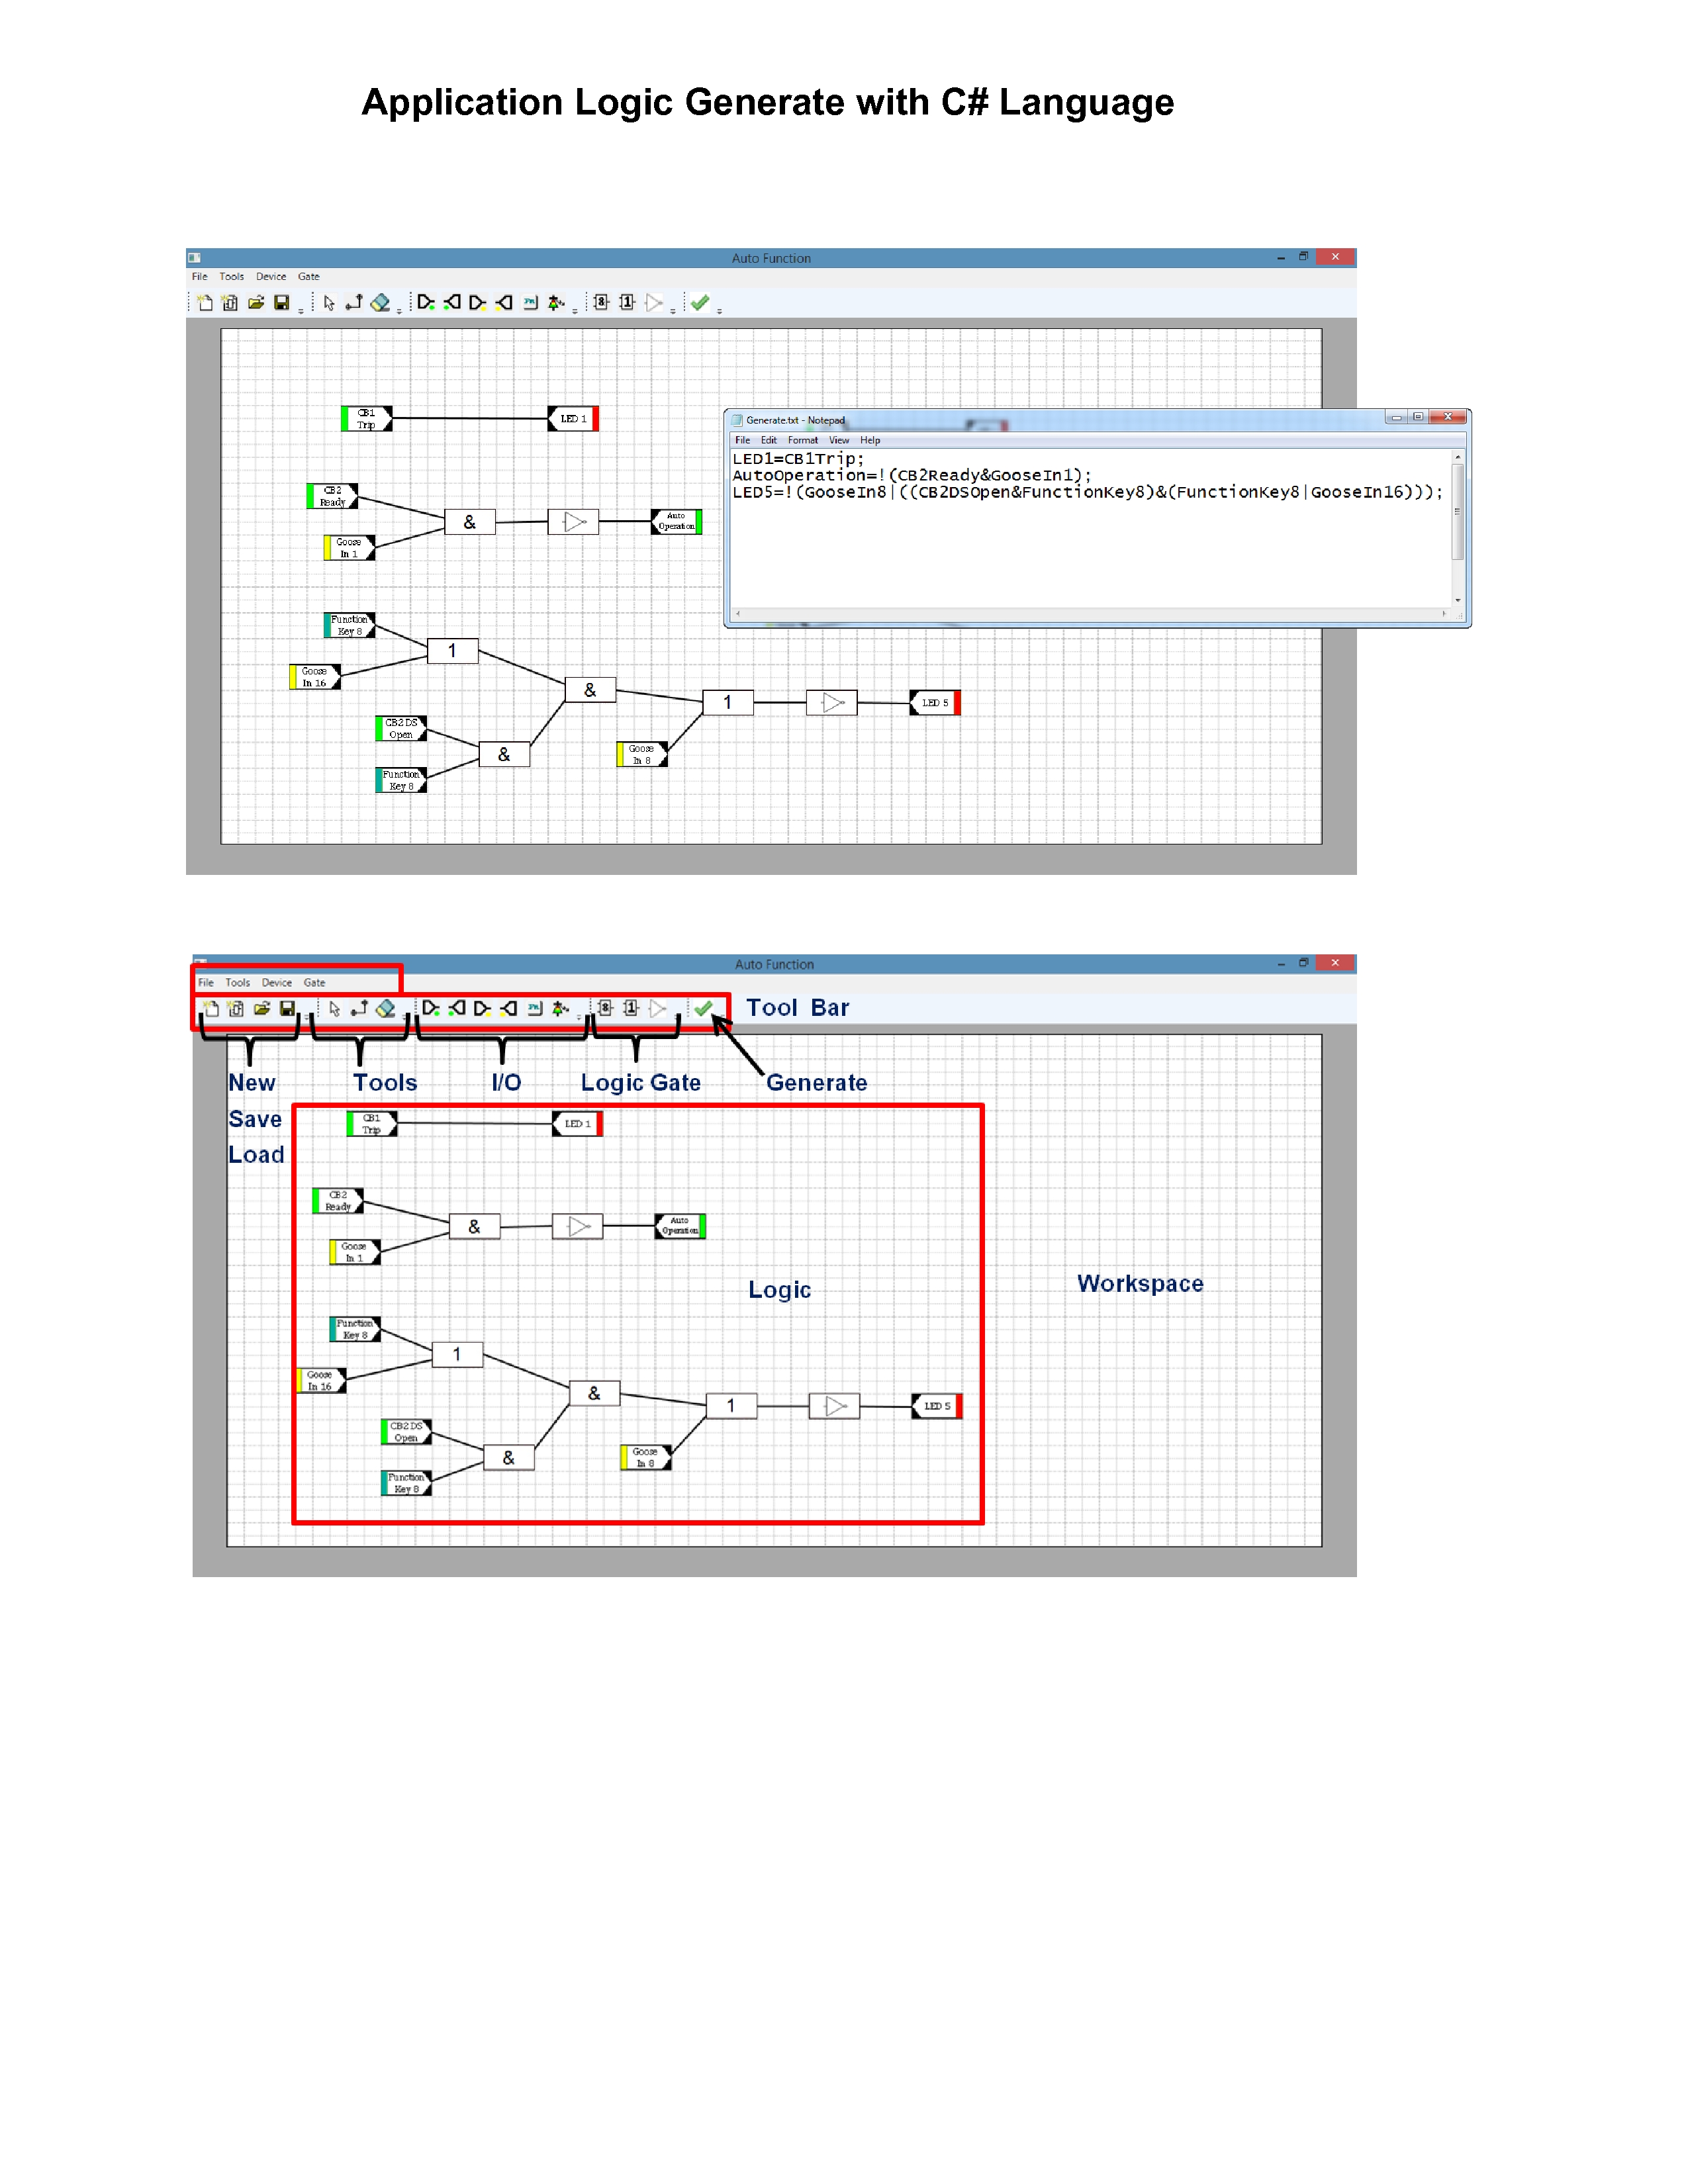 Application Logic Generate with C# Language
Auto Function
File Tools Device Gate
CB1
Trip
LED 1
Generate.txt - Notepad
File Edit Format View Help
LED1=CB1Trip;
AutoOperation=!(CB2Ready&GooseIn1);
LED5=!(GooseIn8|((CB2DSOpen&FunctionKey8)&(FunctionKey8|GooseIn16)));
CB2
Ready
&
Auto
Operation
Goose
In 1
Function
Key 8
1
Goose
In 16
&
1
LED 5
CB2 DS
Open
&
Goose
In 8
Function
Key 8
Auto Function
File Tools Device Gate
Tool Bar
New
Save
Load
Tools
I/O
Logic Gate
Generate
CB1
Trip
LED 1
CB2
Ready
&
Auto
Operation
Goose
In 1
Logic
Workspace
Function
Key 8
1
Goose
In 16
&
1
LED 5
CB2 DS
Open
&
Goose
In 8
Function
Key 8